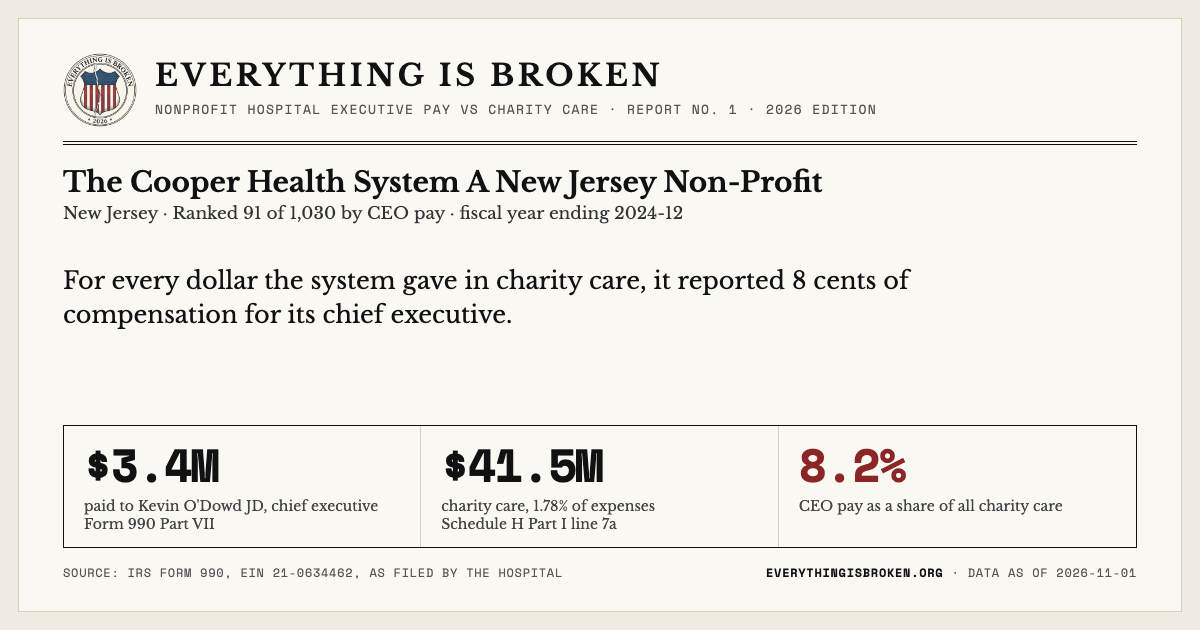 EVERYTHING IS BROKEN
2026
EVERYTHING IS BROKEN
NONPROFIT HOSPITAL EXECUTIVE PAY VS CHARITY CARE · REPORT NO. 1 · 2026 EDITION
The Cooper Health System A New Jersey Non-Profit
New Jersey · Ranked 91 of 1,030 by CEO pay · fiscal year ending 2024-12
For every dollar the system gave in charity care, it reported 8 cents of
compensation for its chief executive.
$3.4M
paid to Kevin O'Dowd JD, chief executive
Form 990 Part VII
$41.5M
charity care, 1.78% of expenses
Schedule H Part I line 7a
8.2%
CEO pay as a share of all charity care
SOURCE: IRS FORM 990, EIN 21-0634462, AS FILED BY THE HOSPITAL
EVERYTHINGISBROKEN.ORG · DATA AS OF 2026-11-01